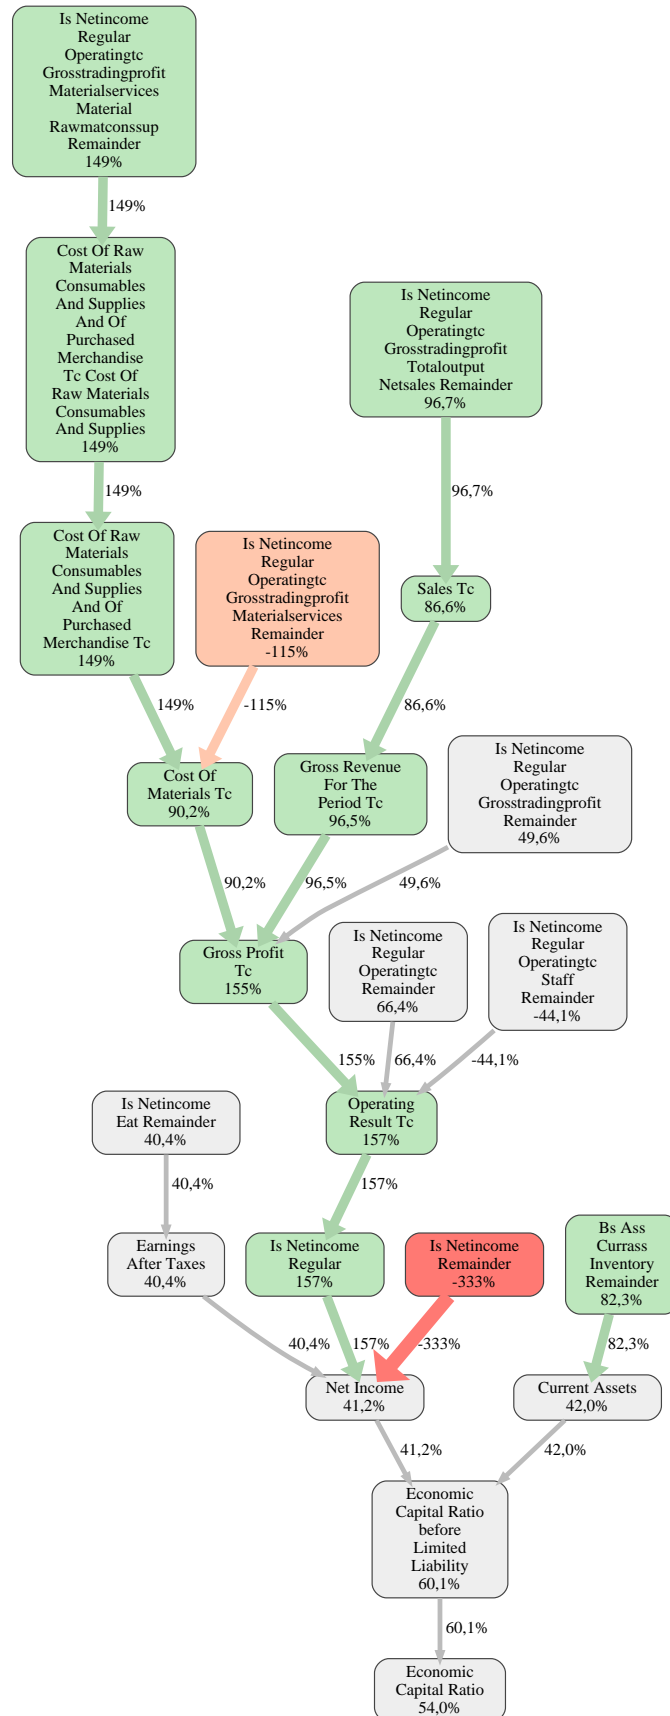 Is Netincome
Regular
Operatingtc
Grosstradingprofit
Materialservices
Material
Rawmatconssup
Remainder
149%
149%
Cost Of Raw
Materials
Consumables
And Supplies
And Of
Purchased
Merchandise
Tc Cost Of
Raw Materials
Consumables
And Supplies
149%
Is Netincome
Regular
Operatingtc
Grosstradingprofit
Totaloutput
Netsales Remainder
96,7%
149%
96,7%
Cost Of Raw
Materials
Consumables
And Supplies
And Of
Purchased
Merchandise Tc
149%
Is Netincome
Regular
Operatingtc
Grosstradingprofit
Materialservices
Remainder
-115%
Sales Tc
86,6%
149%
-115%
86,6%
Cost Of
Materials Tc
90,2%
Gross Revenue
For The
Period Tc
96,5%
Is Netincome
Regular
Operatingtc
Grosstradingprofit
Remainder
49,6%
90,2%
96,5%
49,6%
Gross Profit
Tc
155%
Is Netincome
Regular
Operatingtc
Remainder
66,4%
Is Netincome
Regular
Operatingtc
Staff
Remainder
-44,1%
155%
66,4%
-44,1%
Is Netincome
Eat Remainder
40,4%
Operating
Result Tc
157%
40,4%
157%
Earnings
After Taxes
40,4%
Is Netincome
Regular
157%
Is Netincome
Remainder
-333%
Bs Ass
Currass
Inventory
Remainder
82,3%
40,4%
157%
-333%
82,3%
Net Income
41,2%
Current Assets
42,0%
41,2%
42,0%
Economic
Capital Ratio
before
Limited
Liability
60,1%
60,1%
Economic
Capital Ratio
54,0%